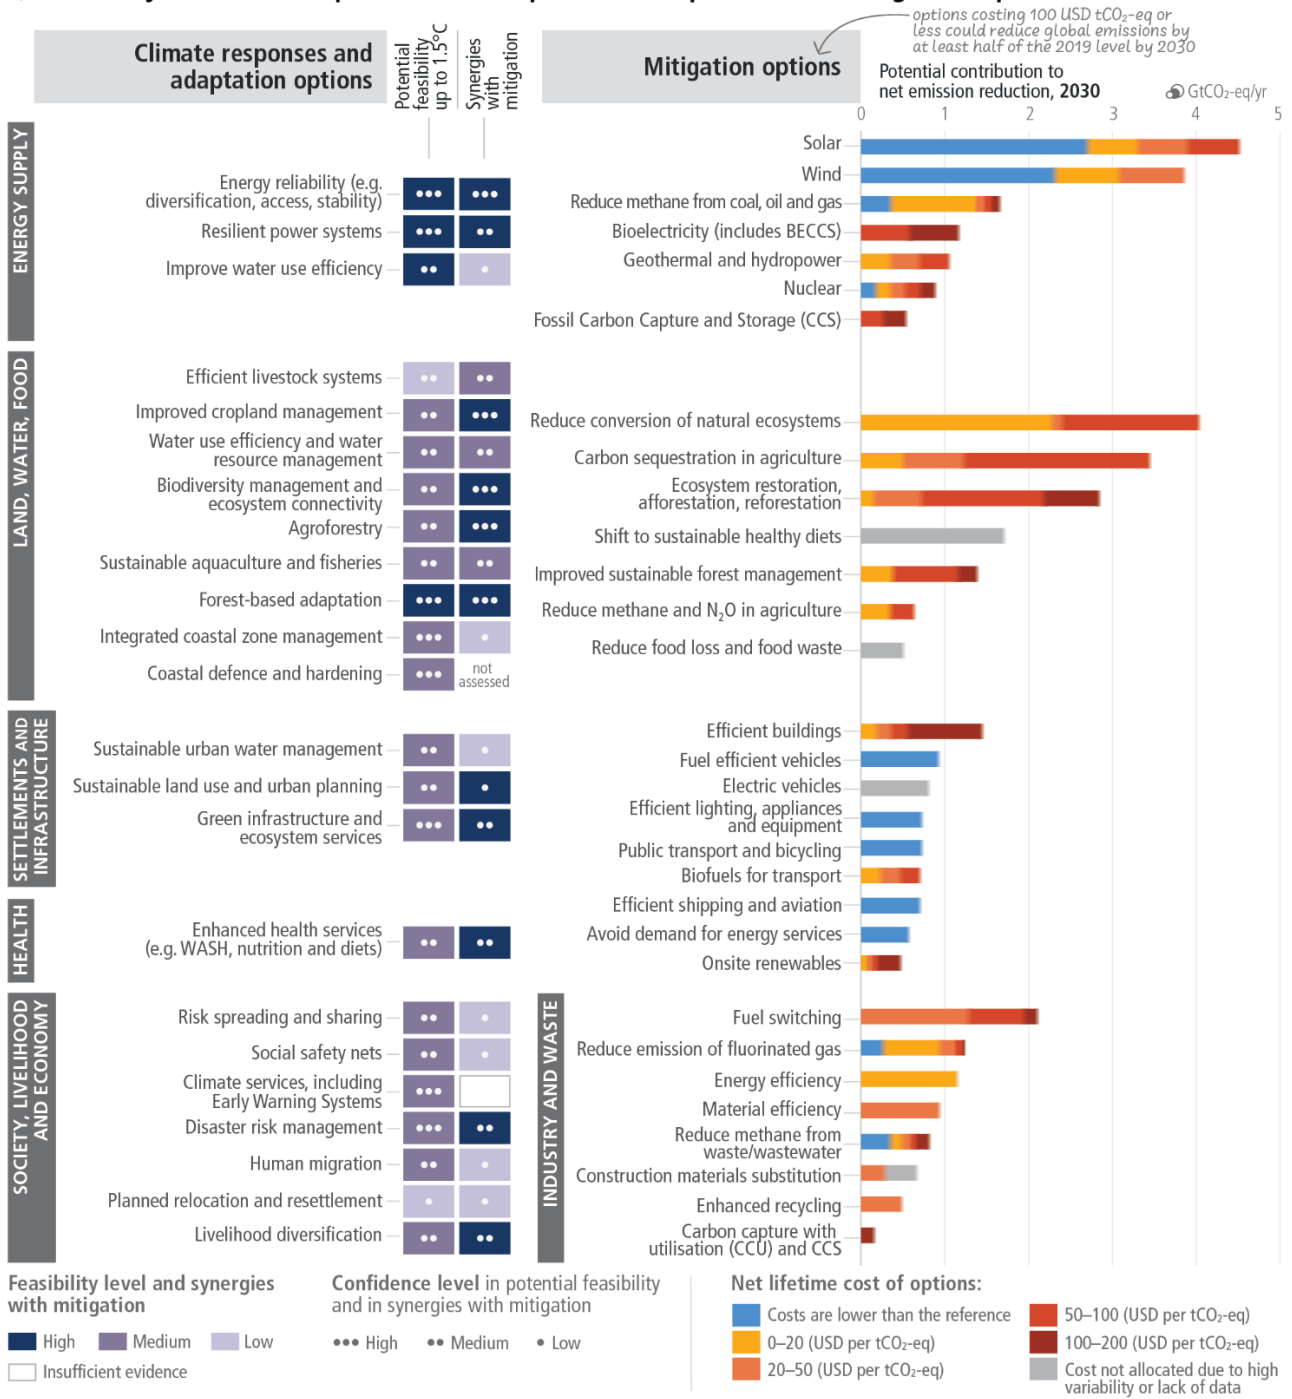 options costing 100 USD tCO₂-eq or
less could reduce global emissions by
at least half of the 2019 level by 2030
Climate responses and
adaptation options
Potential
feasibility
up to 1.5°C
Synergies
with
mitigation
Mitigation options
Potential contribution to
net emission reduction, 2030
GtCO₂-eq/yr
0 1 2 3 4 5
ENERGY SUPPLY
Energy reliability (e.g.
diversification, access, stability)
Resilient power systems
Improve water use efficiency
Solar
Wind
Reduce methane from coal, oil and gas
Bioelectricity (includes BECCS)
Geothermal and hydropower
Nuclear
Fossil Carbon Capture and Storage (CCS)
LAND, WATER, FOOD
Efficient livestock systems
Improved cropland management
Water use efficiency and water
resource management
Biodiversity management and
ecosystem connectivity
Agroforestry
Sustainable aquaculture and fisheries
Forest-based adaptation
Integrated coastal zone management
Coastal defence and hardening
not
assessed
Reduce conversion of natural ecosystems
Carbon sequestration in agriculture
Ecosystem restoration,
afforestation, reforestation
Shift to sustainable healthy diets
Improved sustainable forest management
Reduce methane and N₂O in agriculture
Reduce food loss and food waste
SETTLEMENTS AND
INFRASTRUCTURE
Sustainable urban water management
Sustainable land use and urban planning
Green infrastructure and
ecosystem services
Efficient buildings
Fuel efficient vehicles
Electric vehicles
Efficient lighting, appliances
and equipment
Public transport and bicycling
Biofuels for transport
Efficient shipping and aviation
Avoid demand for energy services
Onsite renewables
HEALTH
Enhanced health services
(e.g. WASH, nutrition and diets)
SOCIETY, LIVELIHOOD
AND ECONOMY
Risk spreading and sharing
Social safety nets
Climate services, including
Early Warning Systems
Disaster risk management
Human migration
Planned relocation and resettlement
Livelihood diversification
INDUSTRY AND WASTE
Fuel switching
Reduce emission of fluorinated gas
Energy efficiency
Material efficiency
Reduce methane from
waste/wastewater
Construction materials substitution
Enhanced recycling
Carbon capture with
utilisation (CCU) and CCS
Feasibility level and synergies
with mitigation
High
Medium
Low
Insufficient evidence
Confidence level in potential feasibility
and in synergies with mitigation
High
Medium
Low
Net lifetime cost of options:
Costs are lower than the reference
0–20 (USD per tCO₂-eq)
20–50 (USD per tCO₂-eq)
50–100 (USD per tCO₂-eq)
100–200 (USD per tCO₂-eq)
Cost not allocated due to high
variability or lack of data